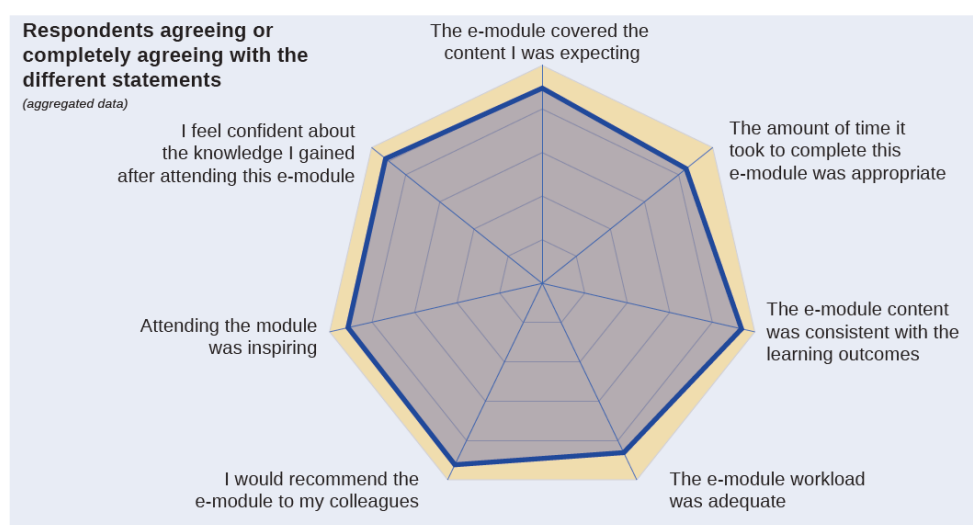 Respondents agreeing or
completely agreeing with the
different statements
(aggregated data)
The e-module covered the
content I was expecting
The amount of time it
took to complete this
e-module was appropriate
The e-module content
was consistent with the
learning outcomes
The e-module workload
was adequate
I would recommend the
e-module to my colleagues
Attending the module
was inspiring
I feel confident about
the knowledge I gained
after attending this e-module